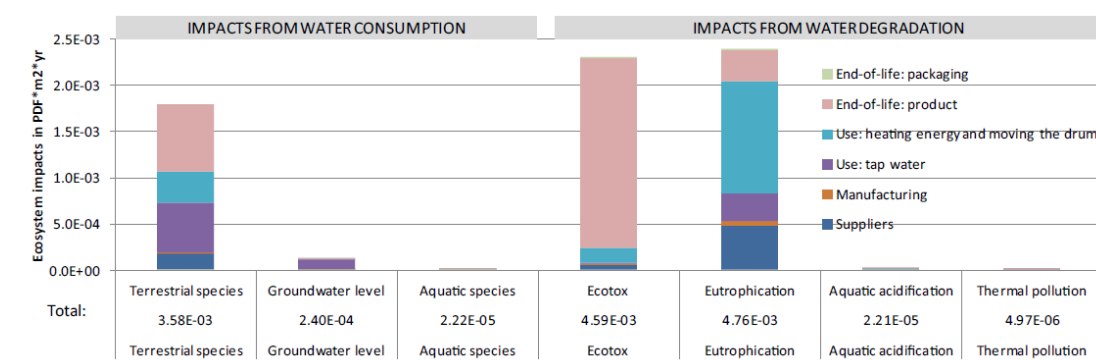 IMPACTS FROM WATER CONSUMPTION IMPACTS FROM WATER DEGRADATION
Ecosystem impacts in PDF*m2*yr
2.5E-03
2.0E-03
1.5E-03
1.0E-03
5.0E-04
0.0E+00
End-of-life: packaging
End-of-life: product
Use: heating energy and moving the drum
Use: tap water
Manufacturing
Suppliers
Terrestrial species Groundwater level Aquatic species Ecotox Eutrophication Aquatic acidification Thermal pollution
Total: 3.58E-03 2.40E-04 2.22E-05 4.59E-03 4.76E-03 2.21E-05 4.97E-06
Terrestrial species Groundwater level Aquatic species Ecotox Eutrophication Aquatic acidification Thermal pollution